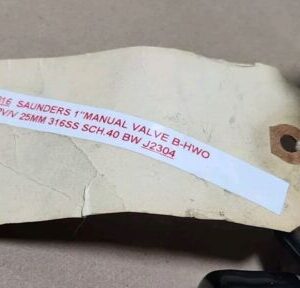 SAUNDERS 1"MANUAL VALVE B-HWO
25MM 316SS SCH.40 BW J2304